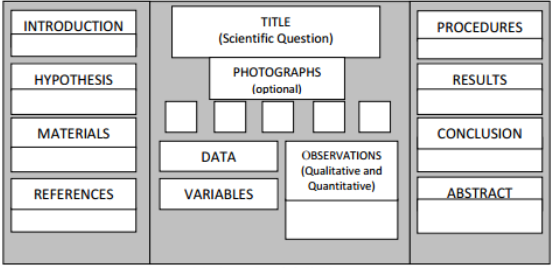 INTRODUCTION
HYPOTHESIS
MATERIALS
REFERENCES
TITLE
(Scientific Question)
PHOTOGRAPHS
(optional)
DATA
VARIABLES
OBSERVATIONS
(Qualitative and
Quantitative)
PROCEDURES
RESULTS
CONCLUSION
ABSTRACT